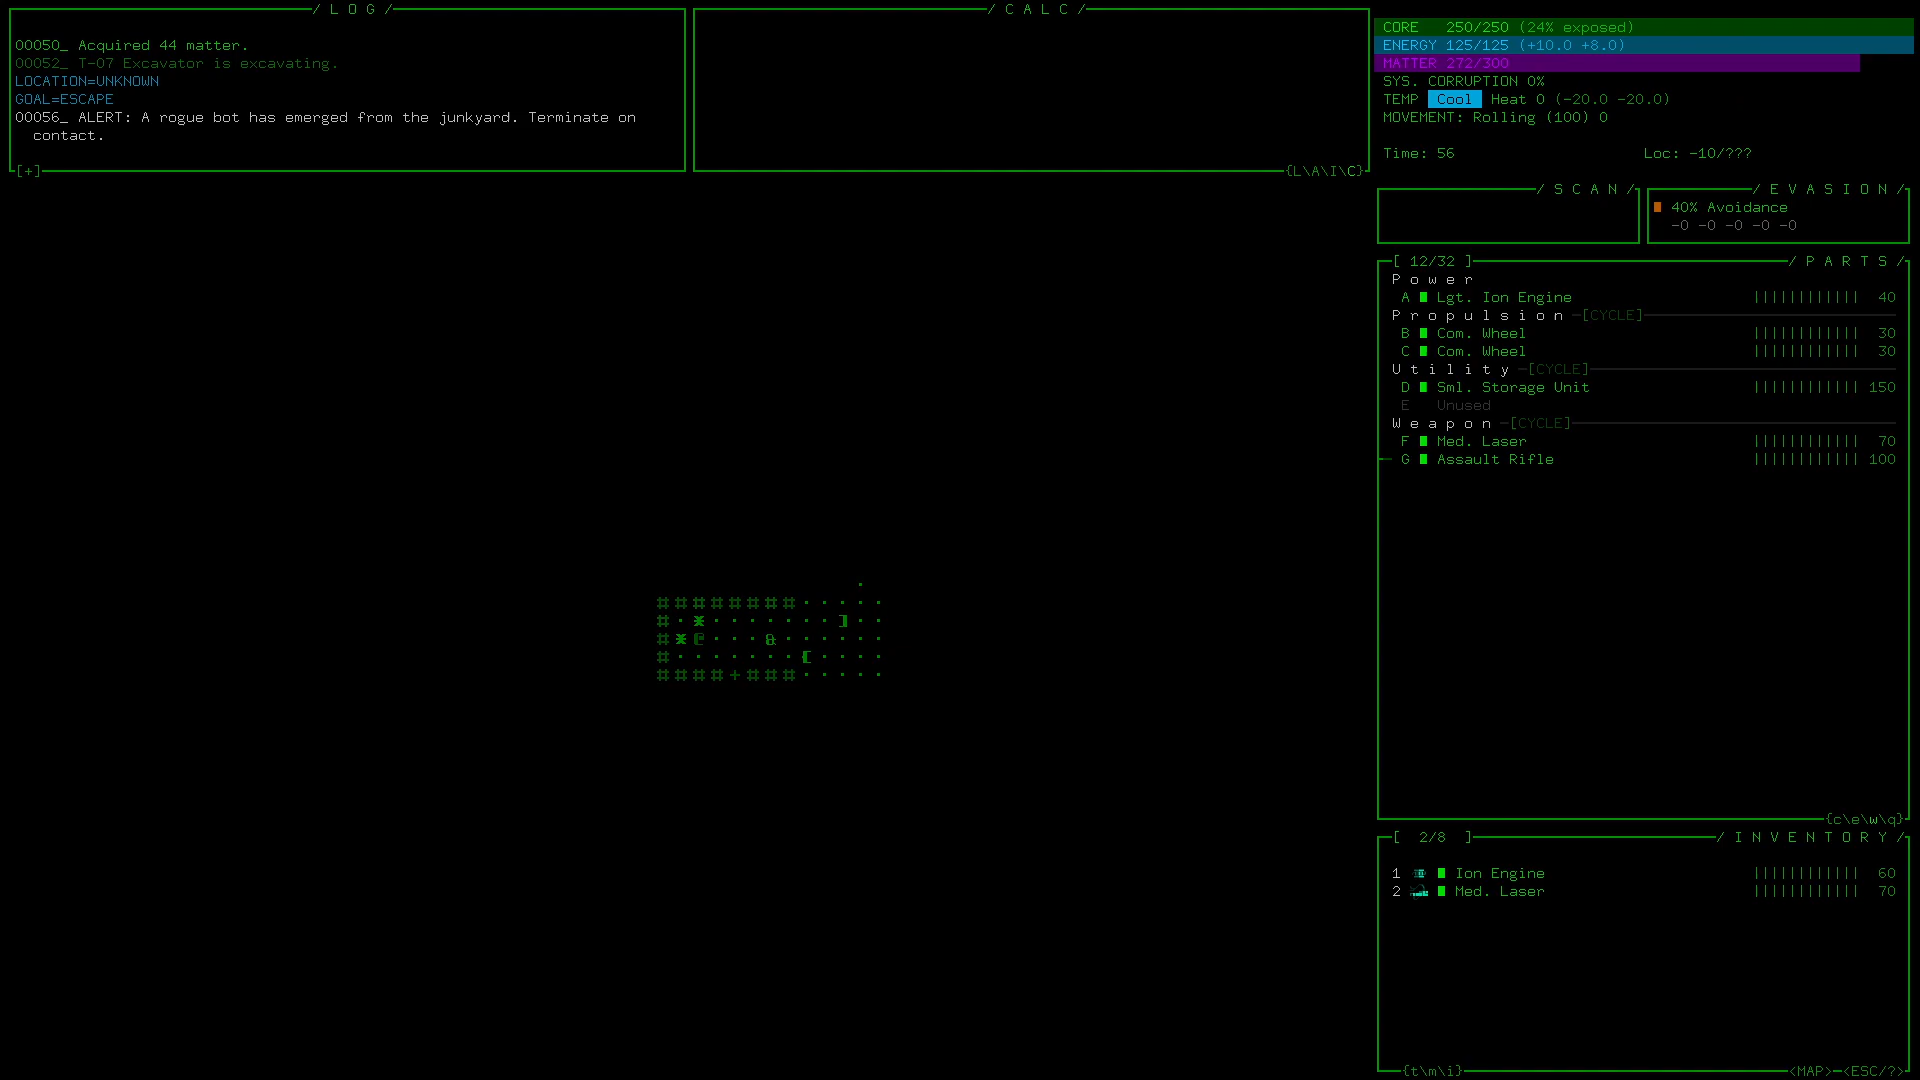 / L O G /
00050_ Acquired 44 matter.
00052_ T-07 Excavator is excavating.
LOCATION=UNKNOWN
GOAL=ESCAPE
00056_ ALERT: A rogue bot has emerged from the junkyard. Terminate on
contact.
[+]
/ C A L C /
{L\A\I\C}
CORE 250/250 (24% exposed)
ENERGY 125/125 (+10.0 +8.0)
MATTER 272/300
SYS. CORRUPTION 0%
TEMP Cool Heat 0 (-20.0 -20.0)
MOVEMENT: Rolling (100) 0
Time: 56 Loc: -10/???
/ S C A N /
/ E V A S I O N /
40% Avoidance
-0 -0 -0 -0 -0
[ 12/32 ] / P A R T S /
P o w e r
A Lgt. Ion Engine |||||||||||| 40
P r o p u l s i o n —[CYCLE]
B Com. Wheel |||||||||||| 30
C Com. Wheel |||||||||||| 30
U t i l i t y —[CYCLE]
D Sml. Storage Unit |||||||||||| 150
E Unused
W e a p o n —[CYCLE]
F Med. Laser |||||||||||| 70
G Assault Rifle |||||||||||| 100
{c\e\w\q}
.
# # # # # # # # . . . . .
# . * . . . . . . . ] . .
# * @ . . . & . . . . . .
# . . . . . . . [ . . . .
# # # # + # # # . . . . .
[ 2/8 ] / I N V E N T O R Y /
1 Ion Engine |||||||||||| 60
2 Med. Laser |||||||||||| 70
{t\m\i} <MAP>—<ESC/?>